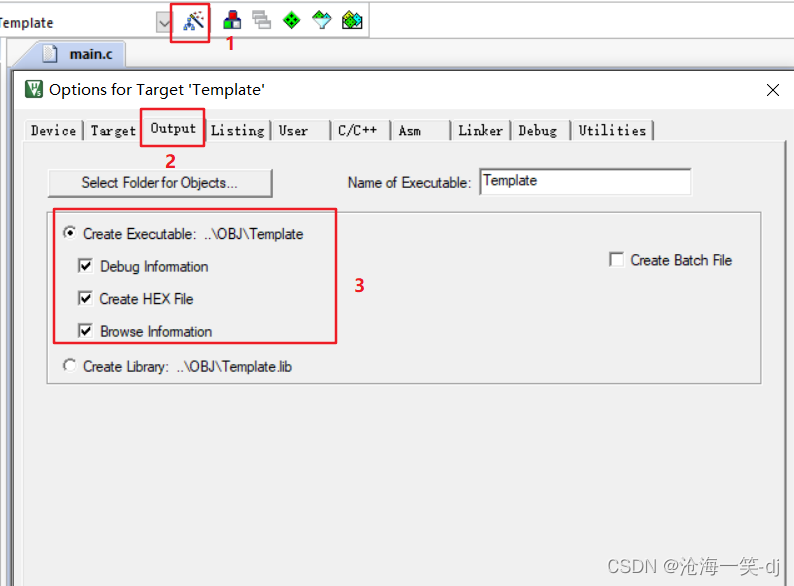 Template
1
main.c
Options for Target 'Template'
Device Target Output Listing User C/C++ Asm Linker Debug Utilities
2
Select Folder for Objects... Name of Executable: Template
Create Executable: ..\OBJ\Template
Debug Information Create Batch File
Create HEX File 3
Browse Information
Create Library: ..\OBJ\Template.lib
CSDN @沧海一笑-dj